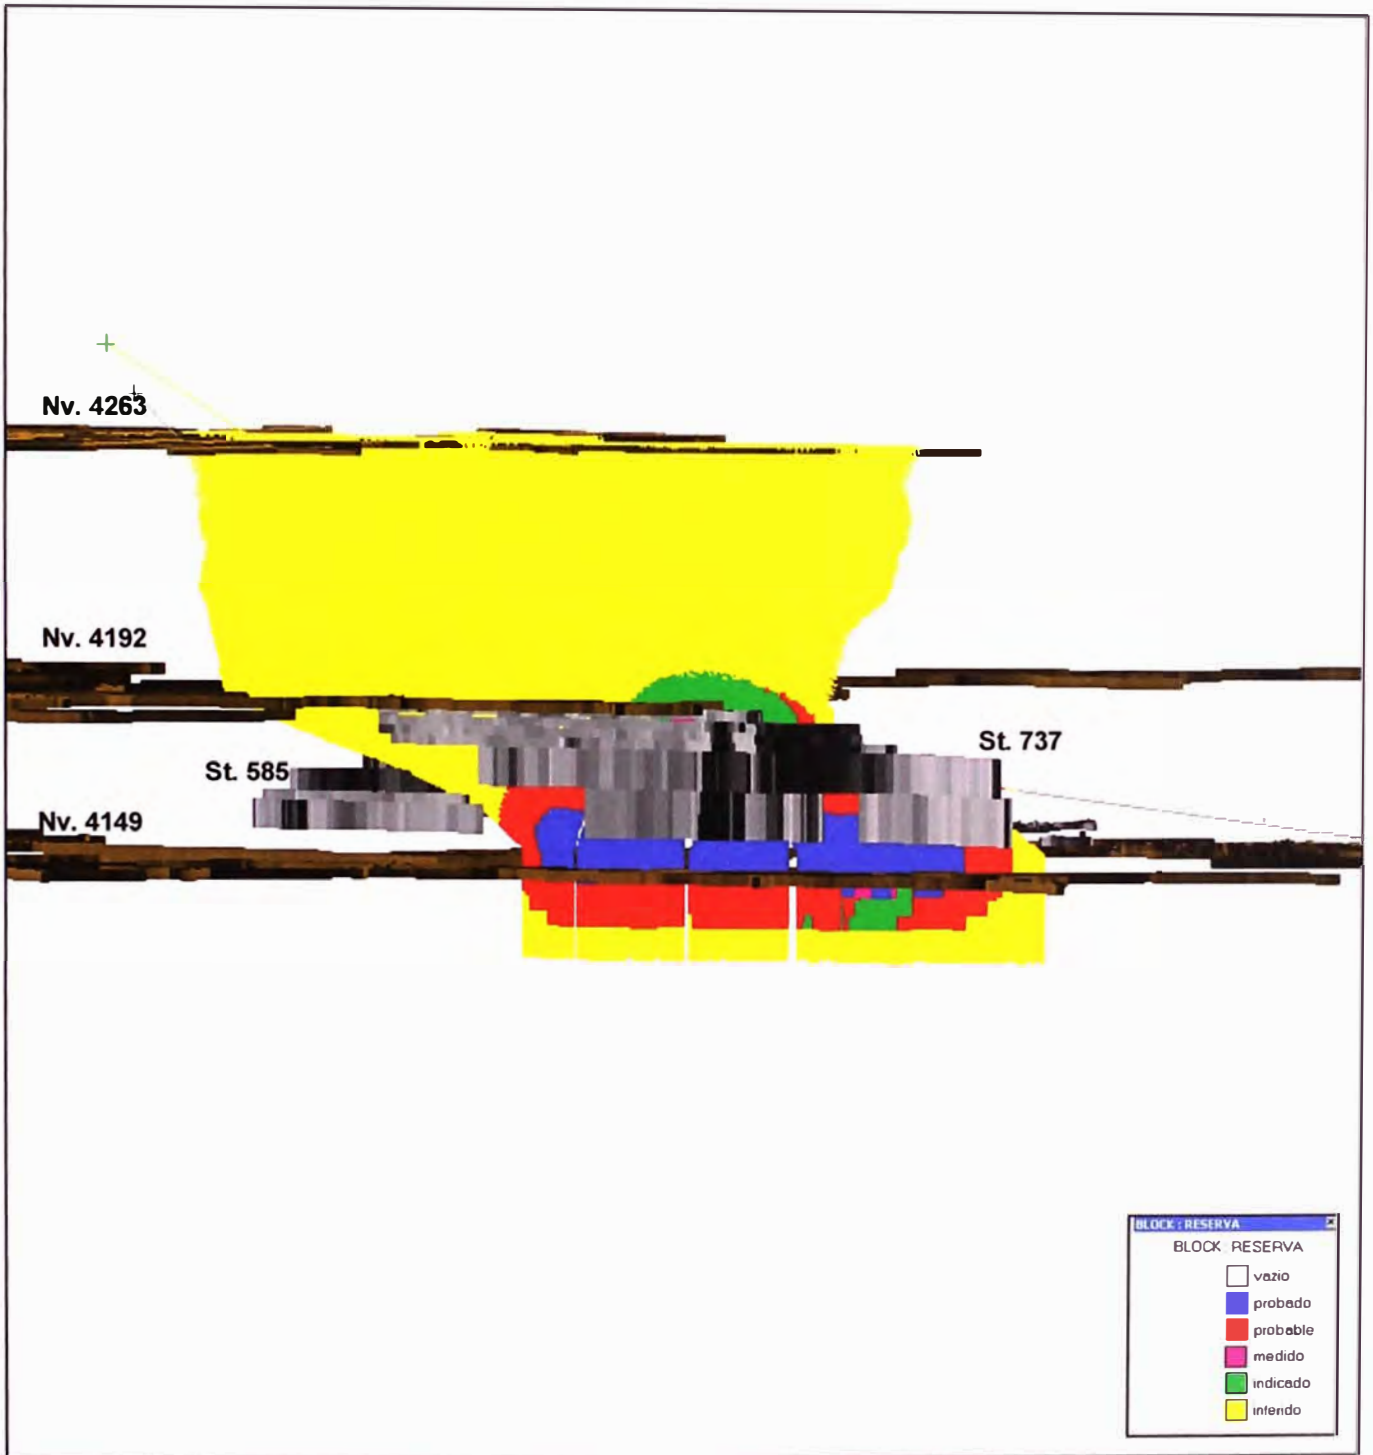 Nv. 4263
Nv. 4192
St. 737
St. 585
Nv. 4149
BLOCK : RESERVA
BLOCK : RESERVA
vazio
probado
probable
medido
indicado
inferido